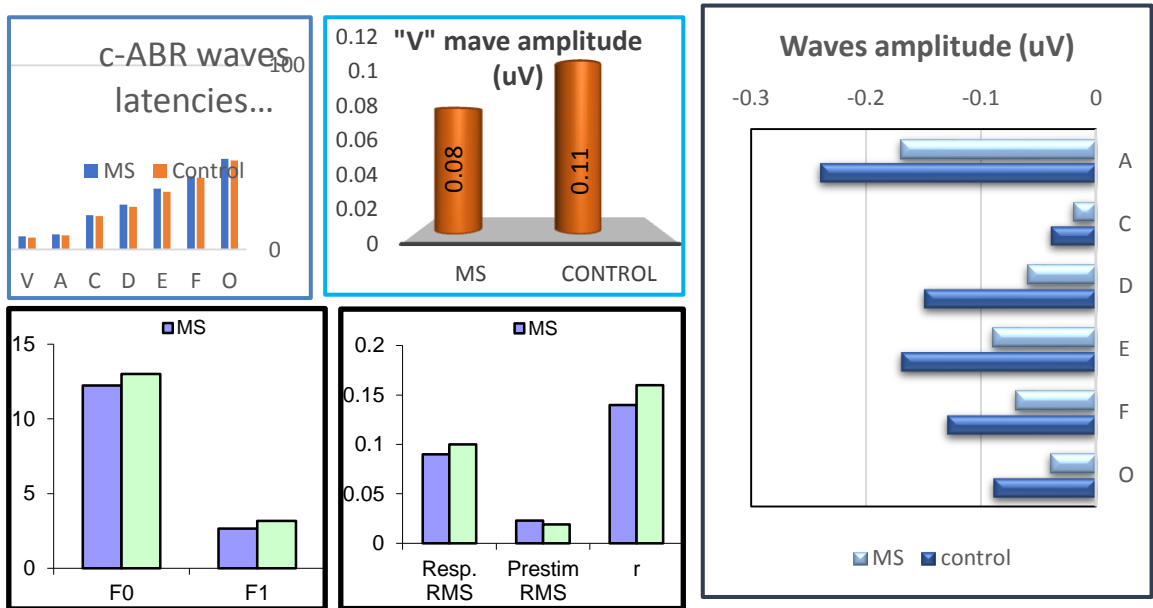 c-ABR waves
latencies...
100
MS Control
0
V A C D E F O
"V" mave amplitude
(uV)
0.12
0.1
0.08
0.06
0.04
0.02
0
0.08
0.11
MS CONTROL
Waves amplitude (uV)
-0.3 -0.2 -0.1 0
A
C
D
E
F
O
MS control
MS
15
10
5
0
F0 F1
MS
0.2
0.15
0.1
0.05
0
Resp. Prestim r
RMS RMS